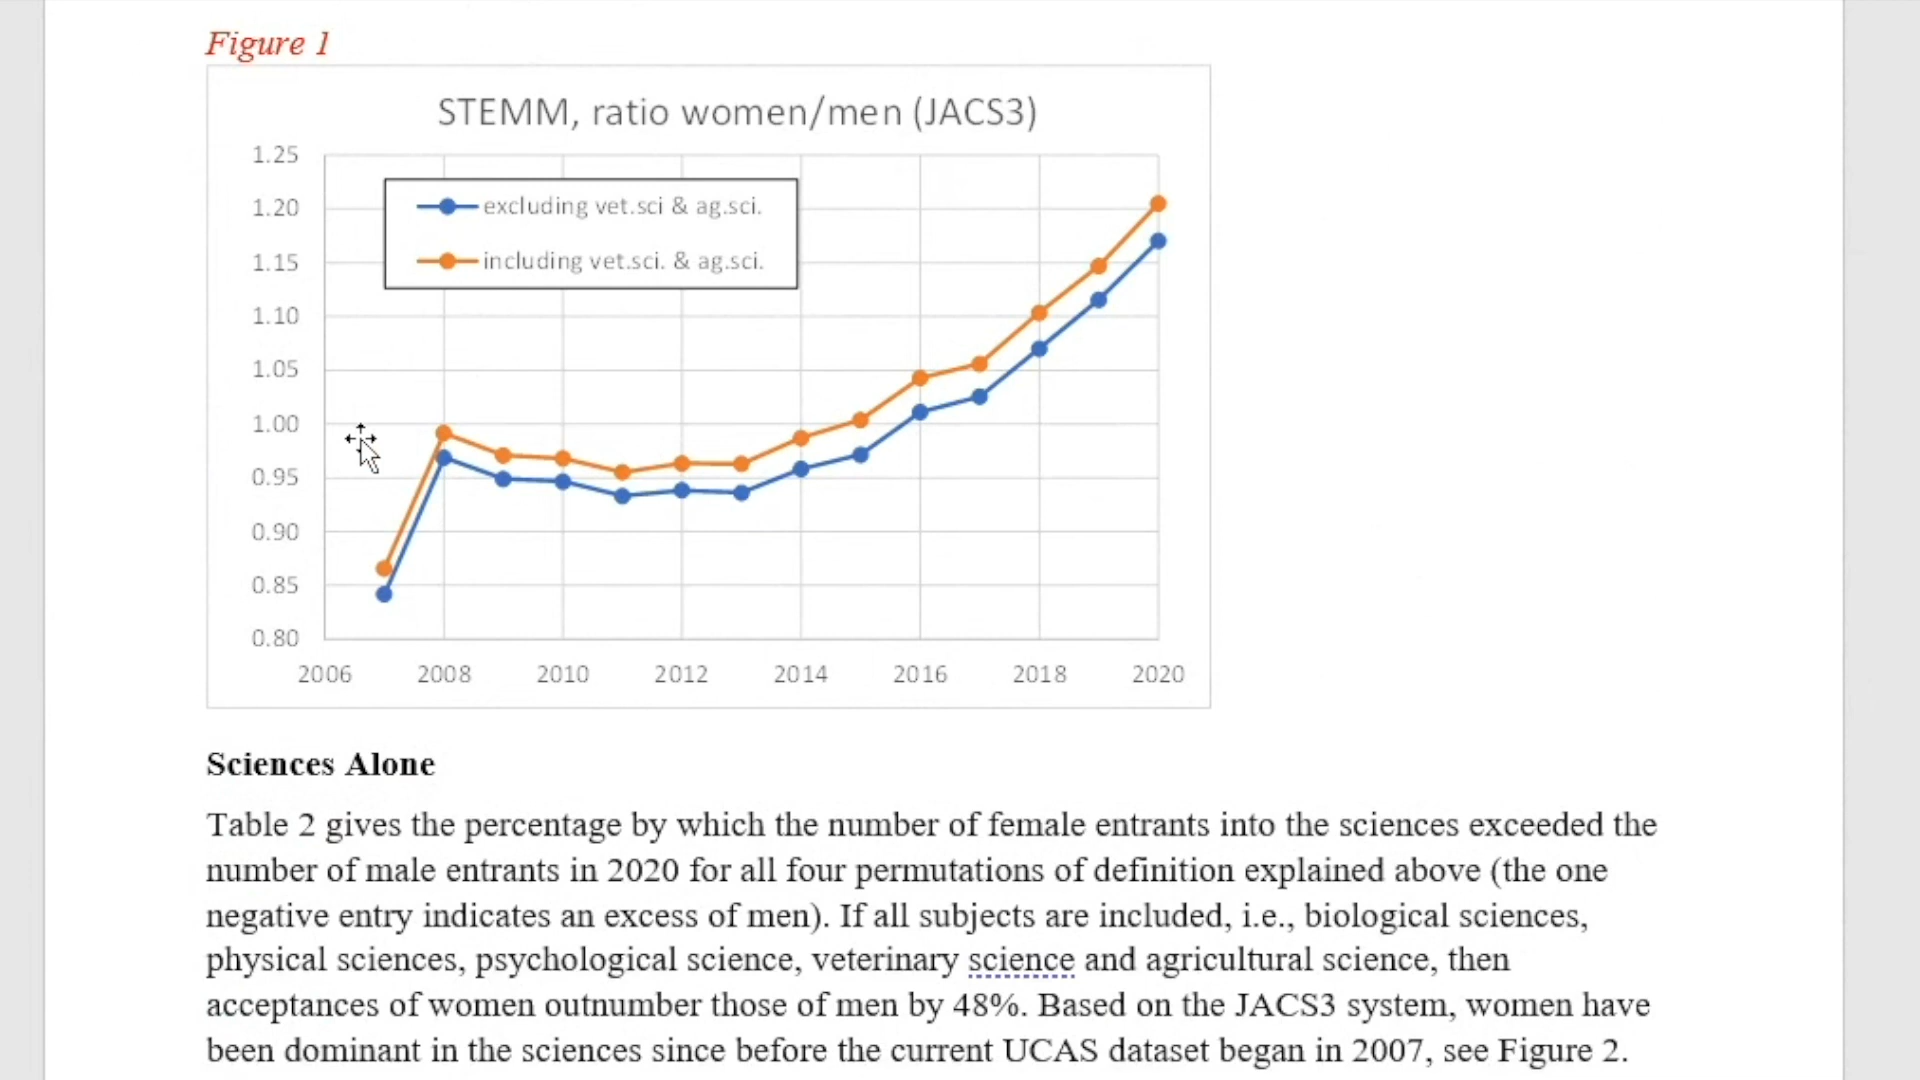 Figure 1
STEMM, ratio women/men (JACS3)
1.25
1.20
1.15
1.10
1.05
1.00
0.95
0.90
0.85
0.80
excluding vet.sci & ag.sci.
including vet.sci. & ag.sci.
2006 2008 2010 2012 2014 2016 2018 2020
Sciences Alone
Table 2 gives the percentage by which the number of female entrants into the sciences exceeded the
number of male entrants in 2020 for all four permutations of definition explained above (the one
negative entry indicates an excess of men). If all subjects are included, i.e., biological sciences,
physical sciences, psychological science, veterinary science and agricultural science, then
acceptances of women outnumber those of men by 48%. Based on the JACS3 system, women have
been dominant in the sciences since before the current UCAS dataset began in 2007, see Figure 2.